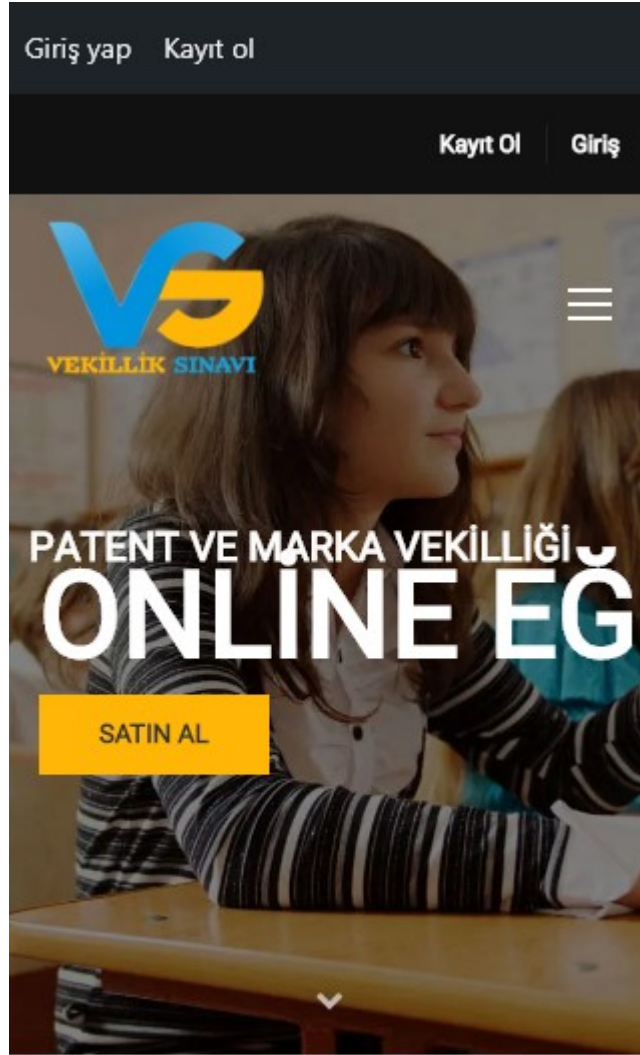 Giriş yap Kayıt ol
Kayıt Ol Giriş
VEKİLLİK SINAVI
PATENT VE MARKA VEKİLLİĞİ
ONLİNE EĞ
SATIN AL